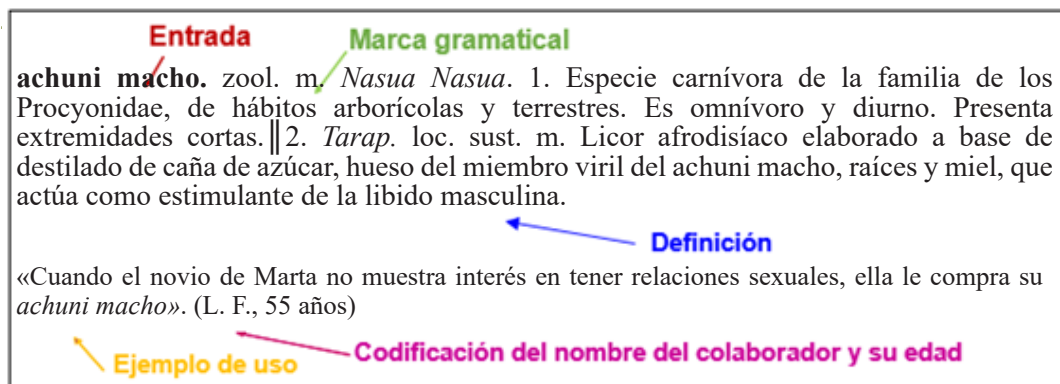 Entrada
Marca gramatical
achuni macho. zool. m. Nasua Nasua. 1. Especie carnívora de la familia de los
Procyonidae, de hábitos arborícolas y terrestres. Es omnívoro y diurno. Presenta
extremidades cortas.‖2. Tarap. loc. sust. m. Licor afrodisíaco elaborado a base de
destilado de caña de azúcar, hueso del miembro viril del achuni macho, raíces y miel, que
actúa como estimulante de la libido masculina.
Definición
«Cuando el novio de Marta no muestra interés en tener relaciones sexuales, ella le compra su
achuni macho». (L. F., 55 años)
Ejemplo de uso
Codificación del nombre del colaborador y su edad